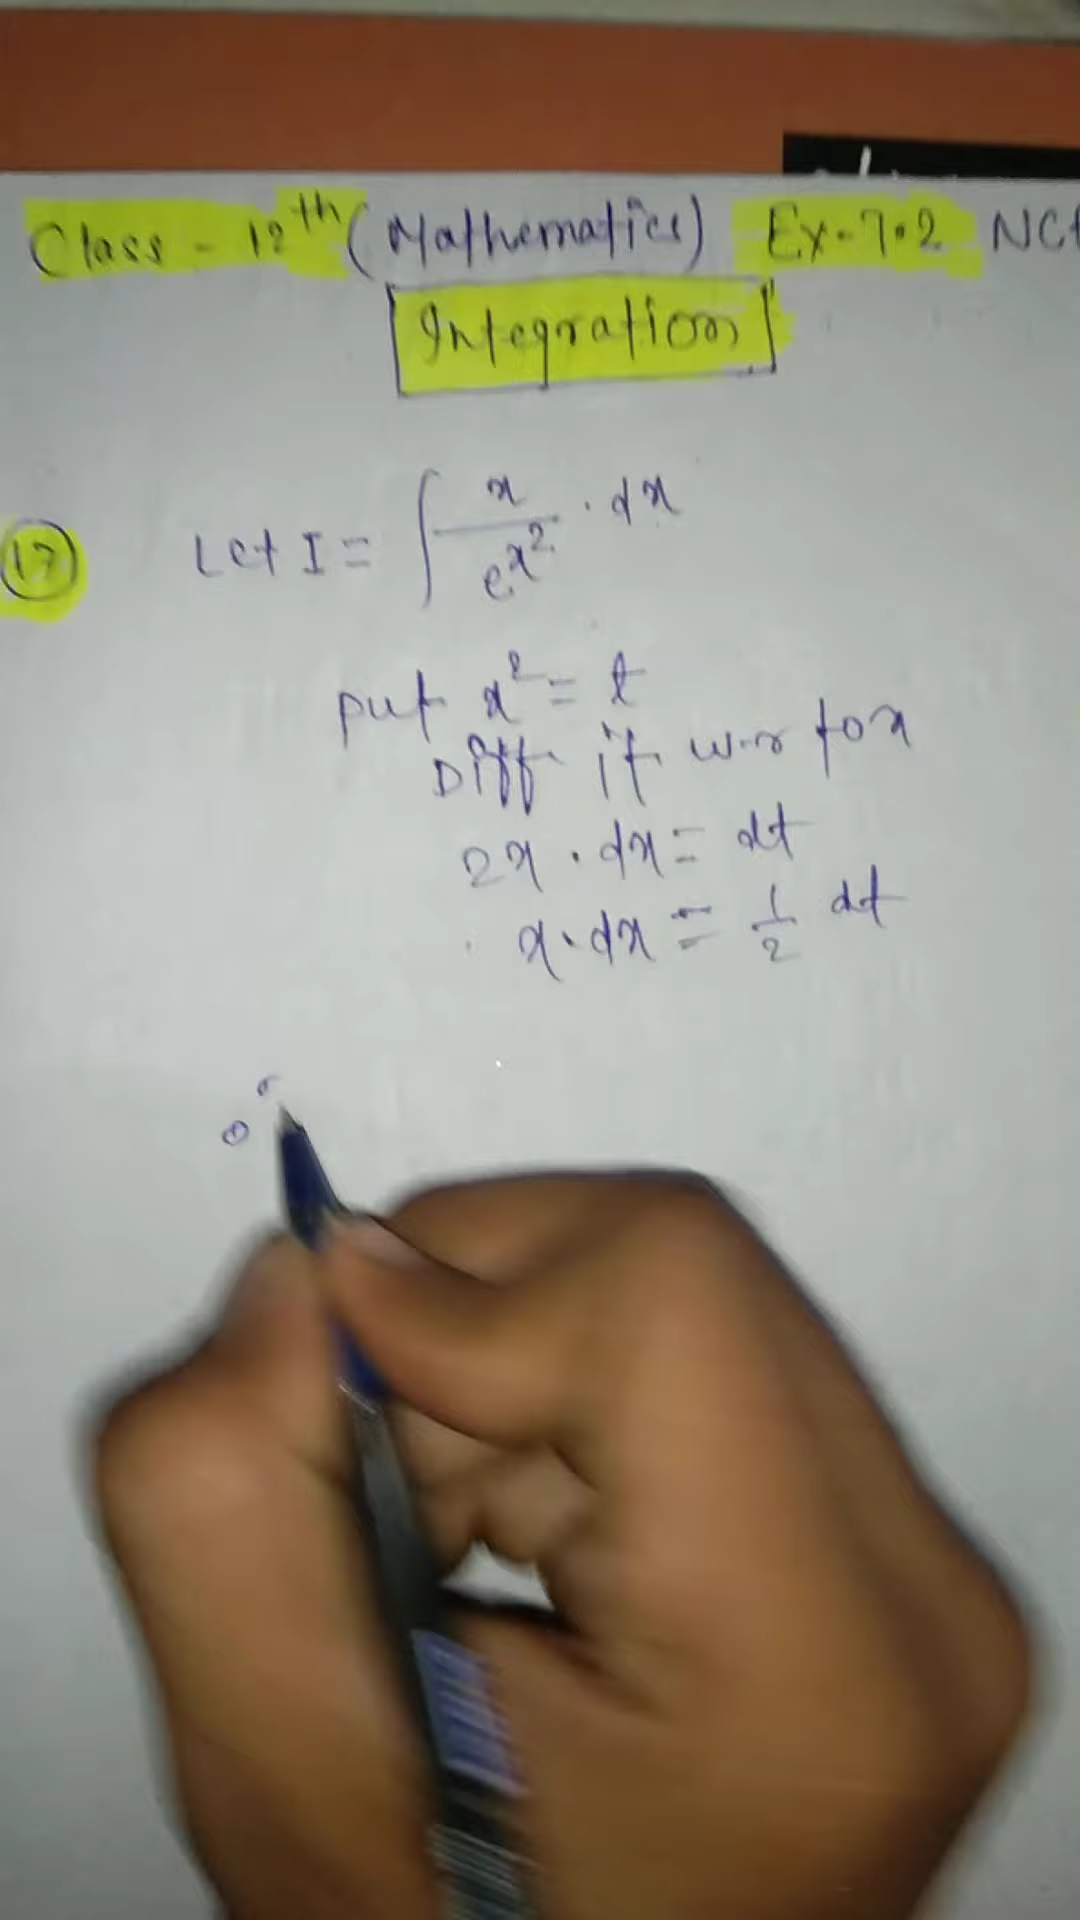 Class - 12th (Mathematics) Ex-7.2 NC
Integration
17 Let I = ∫ x/e^x² . dx
put x² = t
Diff it w.r to x
2x . dx = dt
x . dx = 1/2 dt